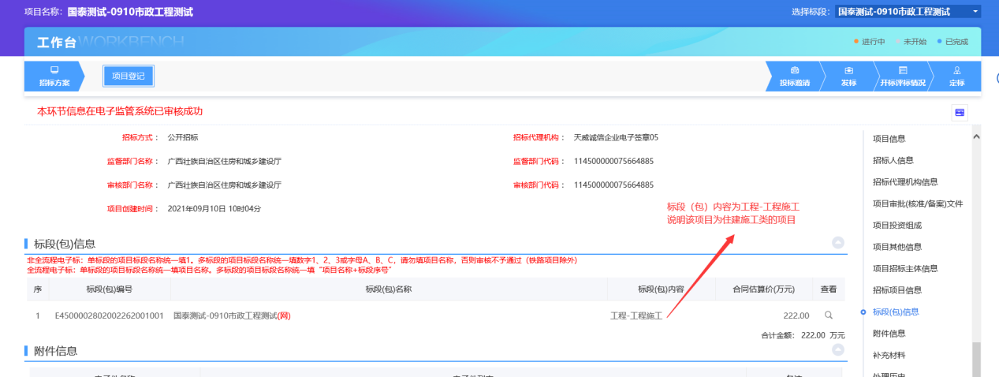 项目名称: 国泰测试-0910市政工程测试
选择标段: 国泰测试-0910市政工程测试
工作台WORKBENCH
进行中 未开始 已完成
招标方案
项目登记
投标邀请 发标 开标评标情况 定标
本环节信息在电子监管系统已审核成功
招标方式： 公开招标 招标代理机构： 天威诚信企业电子签章05
监督部门名称： 广西壮族自治区住房和城乡建设厅 监督部门代码： 114500000075664885
审核部门名称： 广西壮族自治区住房和城乡建设厅 审核部门代码： 114500000075664885
项目创建时间： 2021年09月10日 10时04分
标段（包）内容为工程-工程施工
说明该项目为住建施工类的项目
标段(包)信息
非全流程电子标：单标段的项目标段名称统一填1。多标段的项目标段名称统一填数字1、2、3或字母A、B、C，请勿填项目名称，否则审核不予通过（铁路项目除外）
全流程电子标：单标段的项目标段名称统一填项目名称。多标段的项目标段名称统一填“项目名称+标段序号”
序 标段(包)编号 标段(包)名称 标段(包)内容 合同估算价(万元) 查看
1 E4500002802002262001001 国泰测试-0910市政工程测试(网) 工程-工程施工 222.00
合计金额： 222.00 万元
附件信息
项目信息
招标人信息
招标代理机构信息
项目审批(核准/备案)文件
项目投资组成
项目其他信息
项目招标主体信息
招标项目信息
标段(包)信息
附件信息
补充材料
处理历史